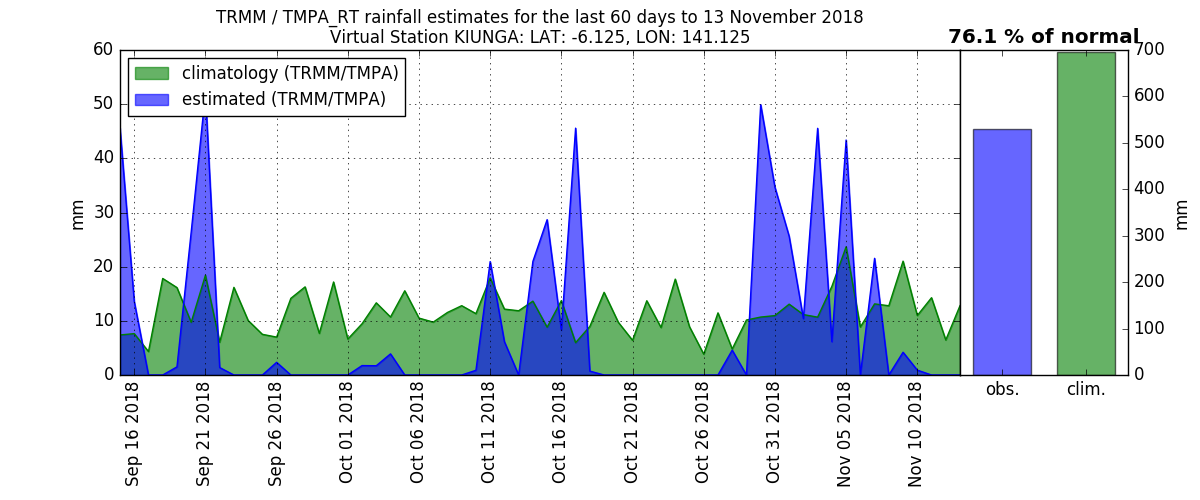 TRMM / TMPA_RT rainfall estimates for the last 60 days to 13 November 2018
Virtual Station KIUNGA: LAT: -6.125, LON: 141.125
76.1 % of normal
climatology (TRMM/TMPA)
estimated (TRMM/TMPA)
mm
60
50
40
30
20
10
0
Sep 16 2018
Sep 21 2018
Sep 26 2018
Oct 01 2018
Oct 06 2018
Oct 11 2018
Oct 16 2018
Oct 21 2018
Oct 26 2018
Oct 31 2018
Nov 05 2018
Nov 10 2018
obs.
clim.
700
600
500
400
300
200
100
0
mm